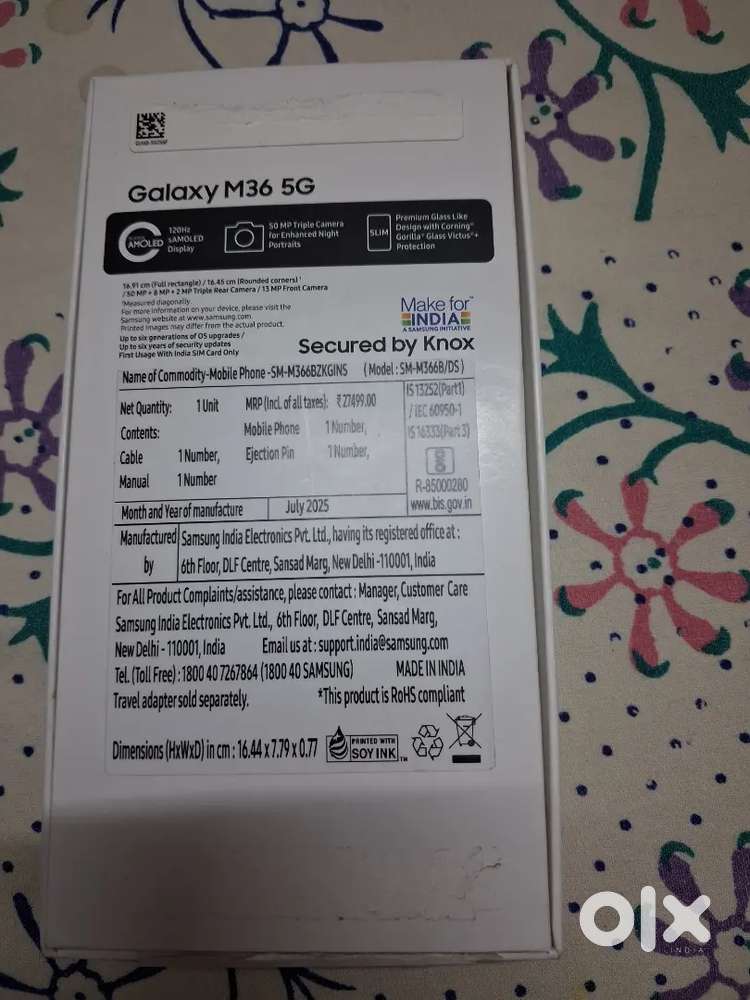 Galaxy M36 5G
AMOLED
120Hz
sAMOLED
Display
50 MP Triple Camera
for Enhanced Night
Portraits
SLIM
Premium Glass Like
Design with Corning®
Gorilla® Glass Victus®+
Protection
16.91 cm (Full rectangle) / 16.45 cm (Rounded corners)¹
/ 50 MP + 8 MP + 2 MP Triple Rear Camera / 13 MP Front Camera
¹Measured diagonally.
For more information on your device, please visit the
Samsung website at www.samsung.com.
Printed images may differ from the actual product.
Up to six generations of OS upgrades /
Up to six years of security updates
First Usage With India SIM Card Only
Make for
INDIA
A SAMSUNG INITIATIVE
Secured by Knox
Name of Commodity-Mobile Phone -SM-M366BZKGINS (Model : SM-M366B/DS)
Net Quantity: 1 Unit MRP (Incl. of all taxes): ₹27499.00
Contents: Mobile Phone 1 Number,
Cable 1 Number, Ejection Pin 1 Number,
Manual 1 Number
IS 13252(Part1)
/ IEC 60950-1
IS 16333(Part 3)
R-85000280
www.bis.gov.in
Month and Year of manufacture July 2025
Manufactured by
Samsung India Electronics Pvt. Ltd., having its registered office at :
6th Floor, DLF Centre, Sansad Marg, New Delhi -110001, India
For All Product Complaints/assistance, please contact : Manager, Customer Care
Samsung India Electronics Pvt. Ltd., 6th Floor, DLF Centre, Sansad Marg,
New Delhi - 110001, India Email us at : support.india@samsung.com
Tel. (Toll Free) : 1800 40 7267864 (1800 40 SAMSUNG) MADE IN INDIA
Travel adapter sold separately. *This product is RoHS compliant
Dimensions (HxWxD) in cm : 16.44 x 7.79 x 0.77
PRINTED WITH
SOY INK™
olx
INDIA